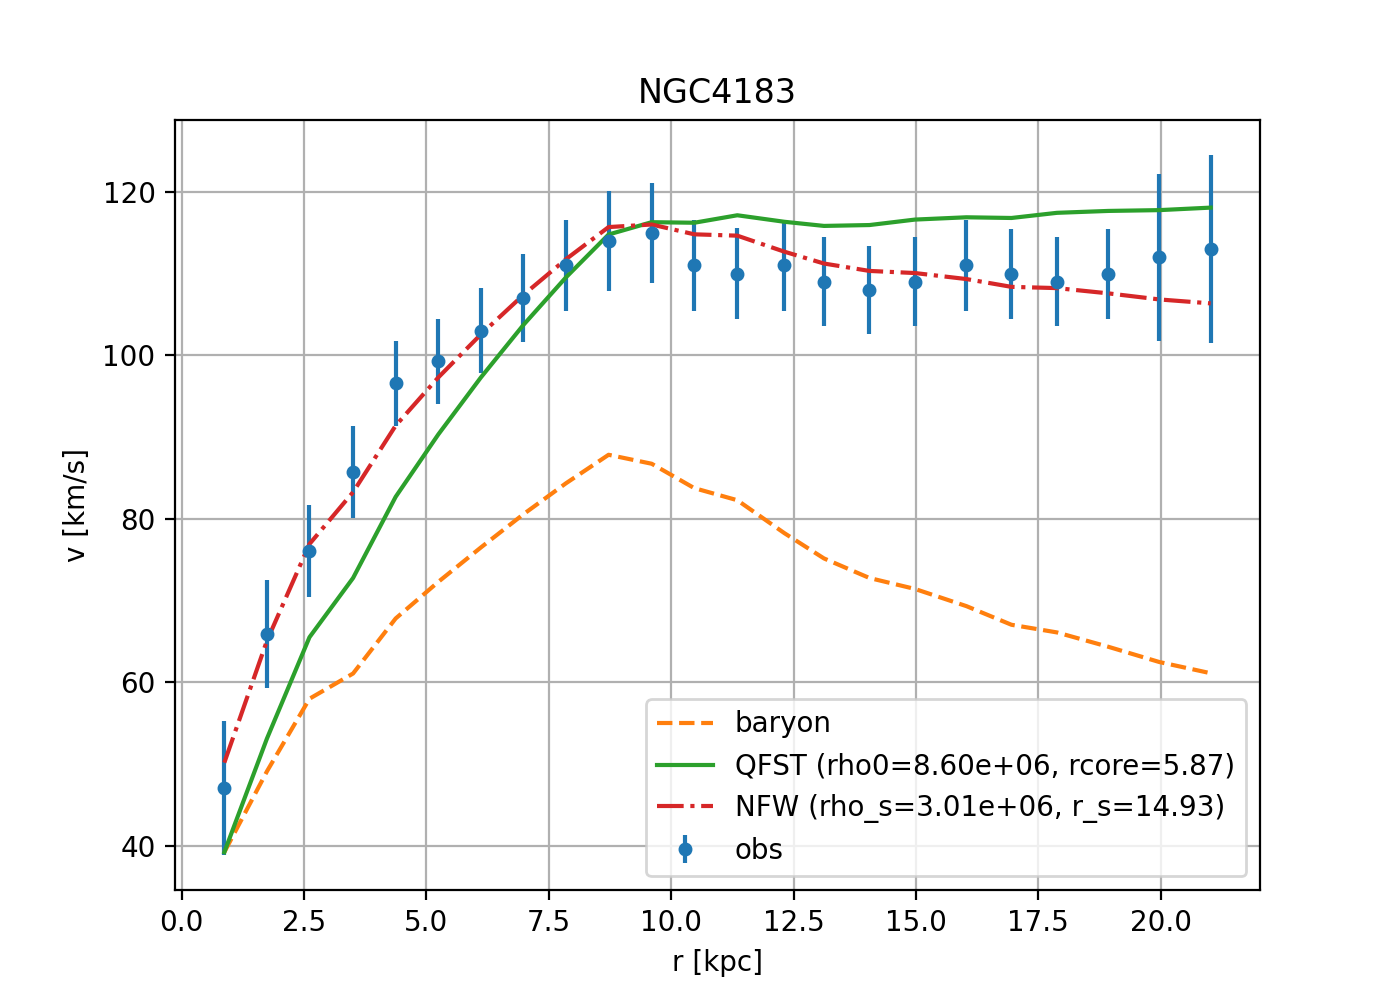 NGC4183
v [km/s]
120
100
80
60
40
baryon
QFST (rho0=8.60e+06, rcore=5.87)
NFW (rho_s=3.01e+06, r_s=14.93)
obs
0.0 2.5 5.0 7.5 10.0 12.5 15.0 17.5 20.0
r [kpc]